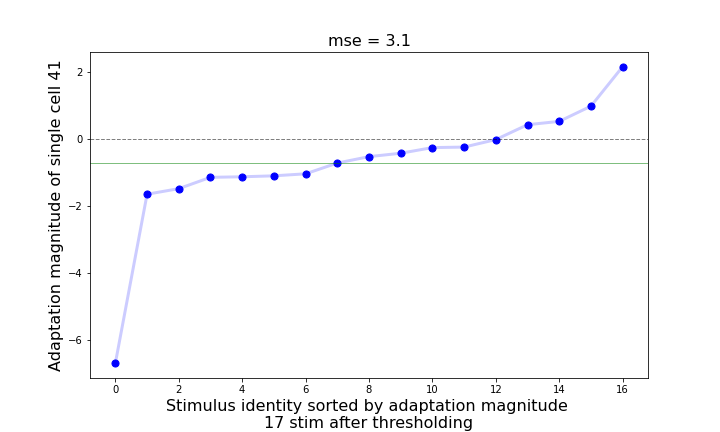 mse = 3.1
Adaptation magnitude of single cell 41
2
0
−2
−4
−6
0 2 4 6 8 10 12 14 16
Stimulus identity sorted by adaptation magnitude
17 stim after thresholding